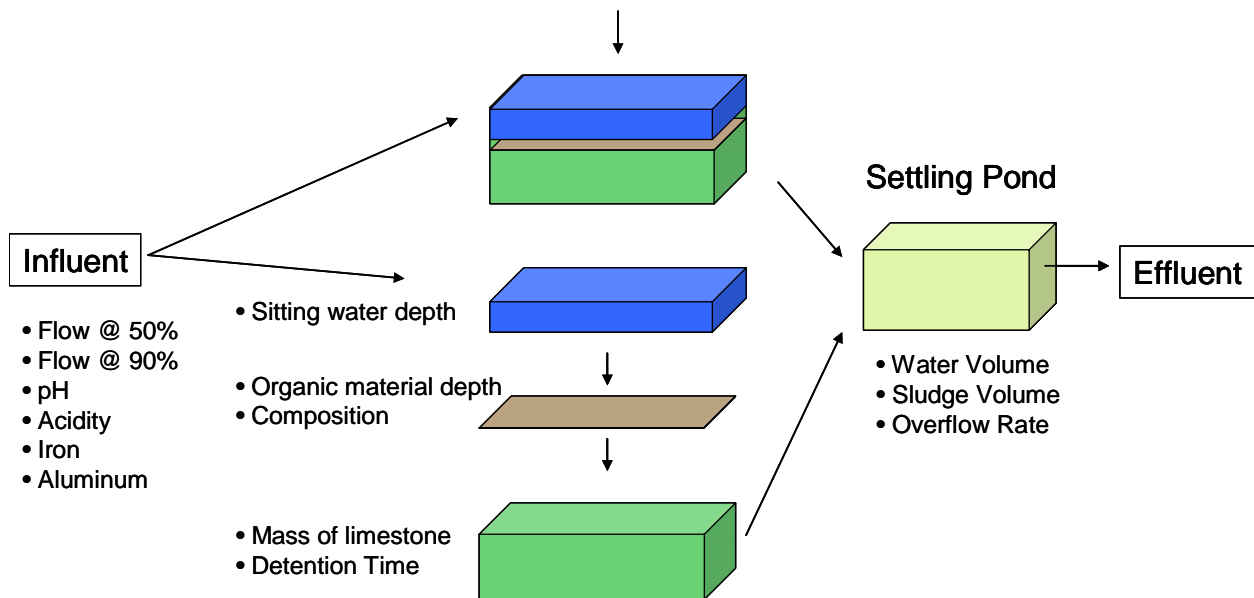 Settling Pond
Influent
Effluent
• Flow @ 50%
• Flow @ 90%
• pH
• Acidity
• Iron
• Aluminum
• Sitting water depth
• Organic material depth
• Composition
• Mass of limestone
• Detention Time
• Water Volume
• Sludge Volume
• Overflow Rate